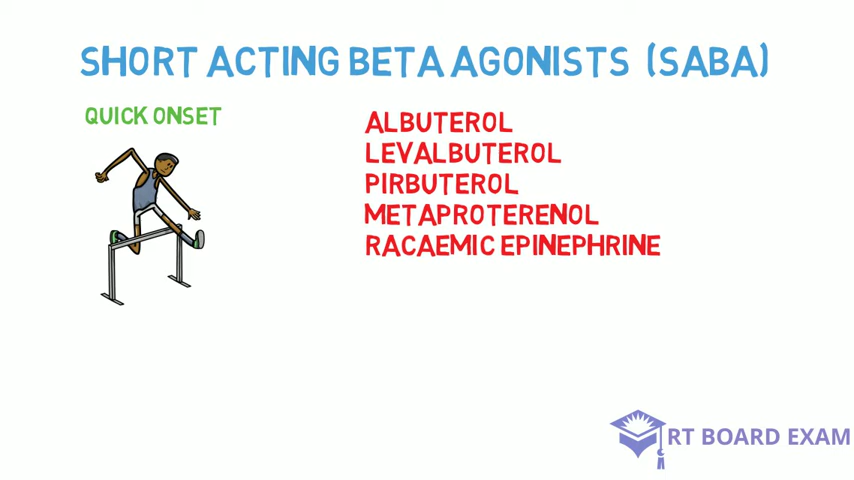 SHORT ACTING BETA AGONISTS (SABA)
QUICK ONSET
ALBUTEROL
LEVALBUTEROL
PIRBUTEROL
METAPROTERENOL
RACAEMIC EPINEPHRINE
RT BOARD EXAM